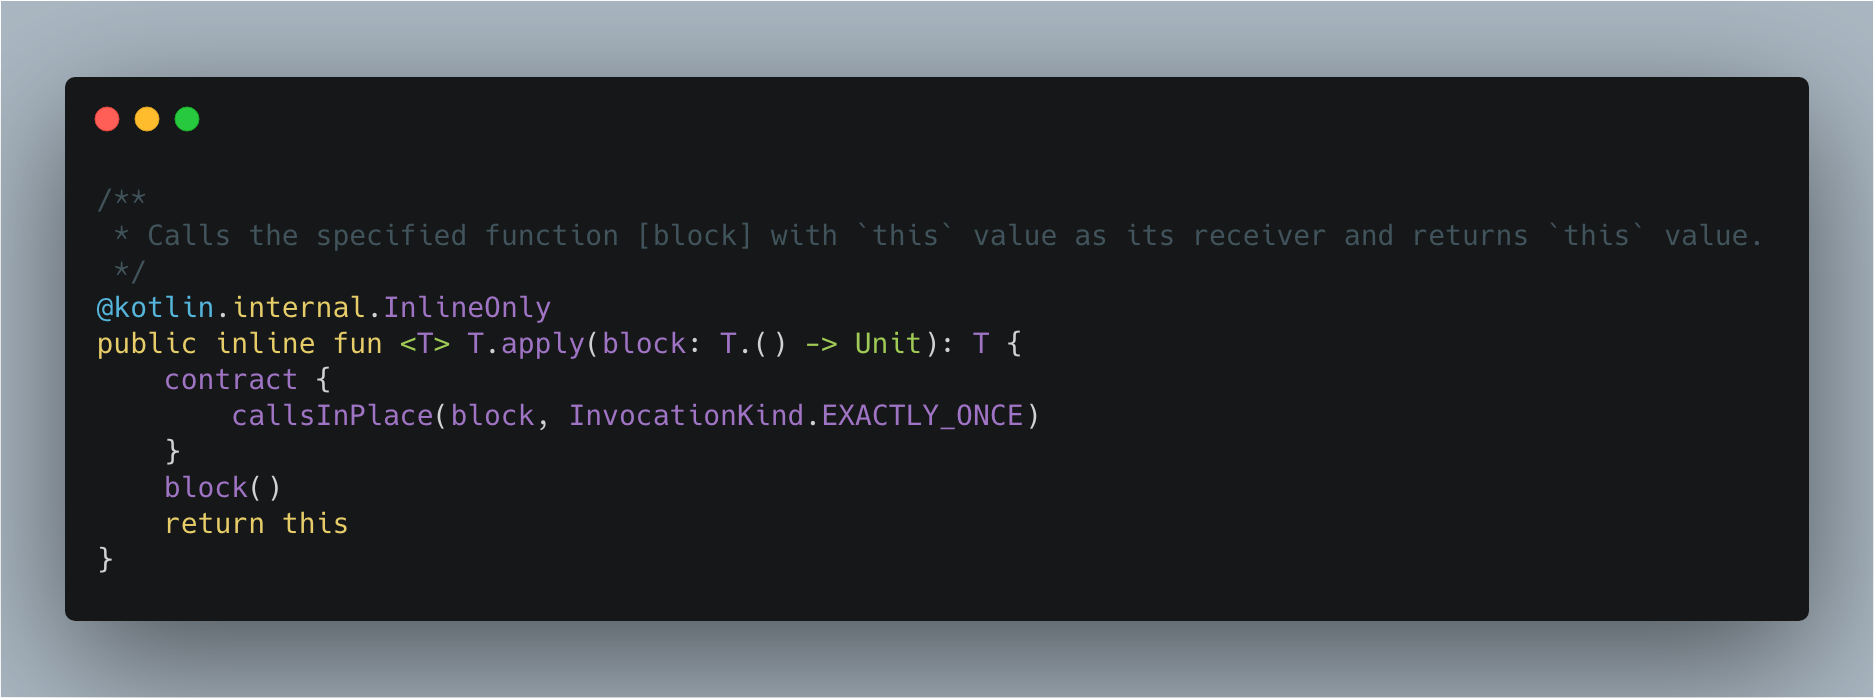 /**
 * Calls the specified function [block] with `this` value as its receiver and returns `this` value.
 */
@kotlin.internal.InlineOnly
public inline fun <T> T.apply(block: T.() -> Unit): T {
    contract {
        callsInPlace(block, InvocationKind.EXACTLY_ONCE)
    }
    block()
    return this
}